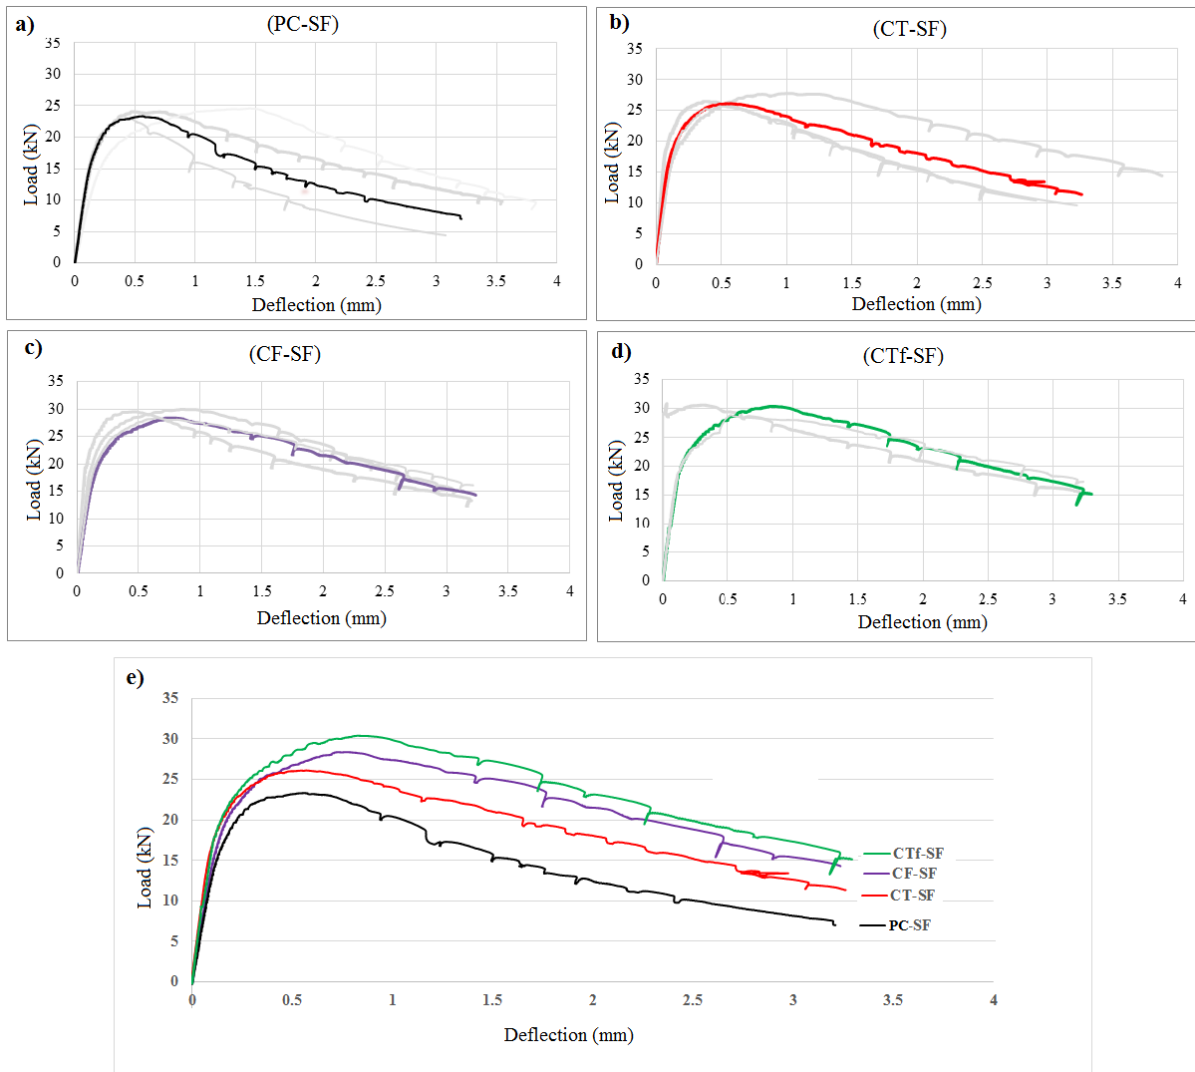 a)
(PC-SF)
35
30
25
20
15
10
5
0
Load (kN)
0 0.5 1 1.5 2 2.5 3 3.5 4
Deflection (mm)
b)
(CT-SF)
35
30
25
20
15
10
5
0
Load (kN)
0 0.5 1 1.5 2 2.5 3 3.5 4
Deflection (mm)
c)
(CF-SF)
35
30
25
20
15
10
5
0
Load (kN)
0 0.5 1 1.5 2 2.5 3 3.5 4
Deflection (mm)
d)
(CTf-SF)
35
30
25
20
15
10
5
0
Load (kN)
0 0.5 1 1.5 2 2.5 3 3.5 4
Deflection (mm)
e)
35
30
25
20
15
10
5
0
Load (kN)
CTf-SF
CF-SF
CT-SF
PC-SF
0 0.5 1 1.5 2 2.5 3 3.5 4
Deflection (mm)